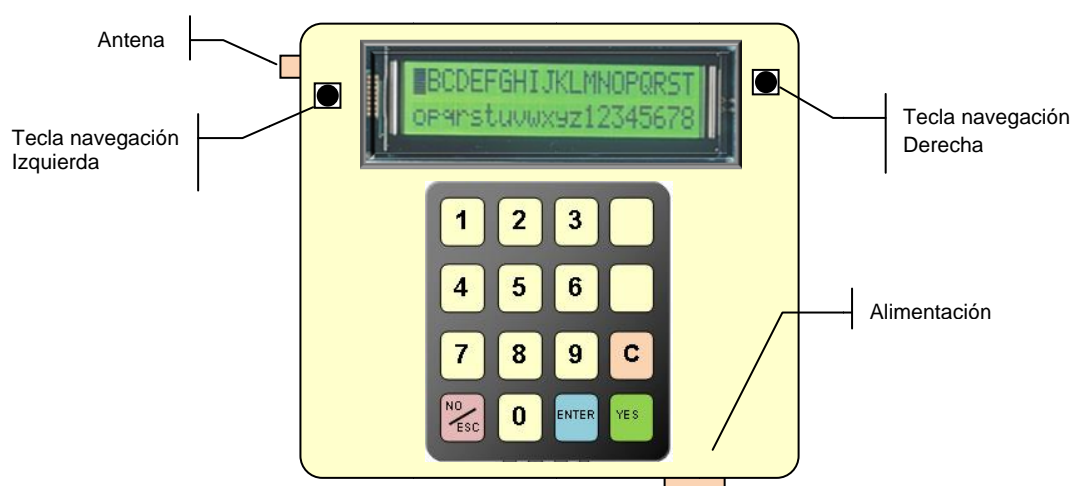 Antena
Tecla navegación
Izquierda
BCDEFGHIJKLMNOPQRST
opqrstuvwxyz12345678
Tecla navegación
Derecha
1 2 3
4 5 6
7 8 9 C
NO/ESC 0 ENTER YES
Alimentación